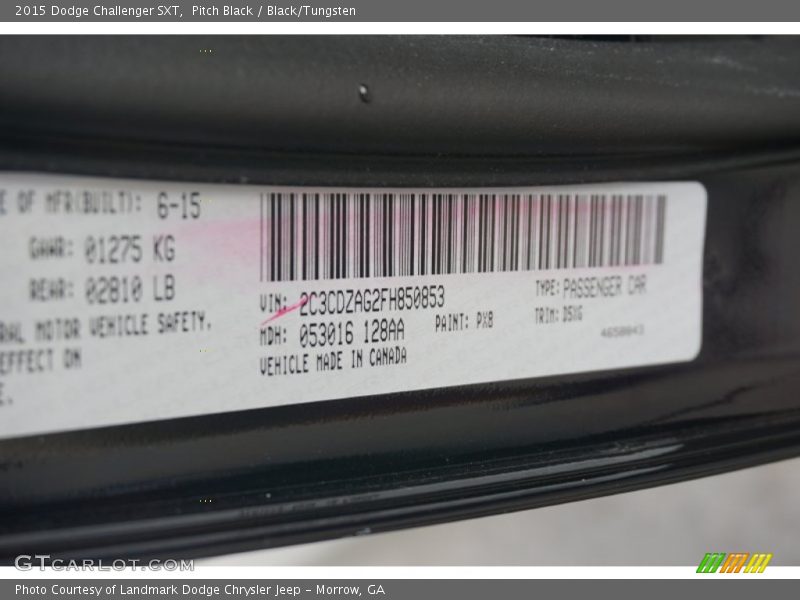 2015 Dodge Challenger SXT,  Pitch Black / Black/Tungsten
E OF MFR(BUILT): 6-15
GAWR: 01275 KG
REAR: 02810 LB
RAL MOTOR VEHICLE SAFETY,
EFFECT ON
E.
VIN: 2C3CDZAG2FH850853
MDH: 053016 128AA
PAINT: PX8
VEHICLE MADE IN CANADA
TYPE: PASSENGER CAR
TRIM: D5XG
4650043
GTCARLOT.COM
Photo Courtesy of Landmark Dodge Chrysler Jeep – Morrow, GA